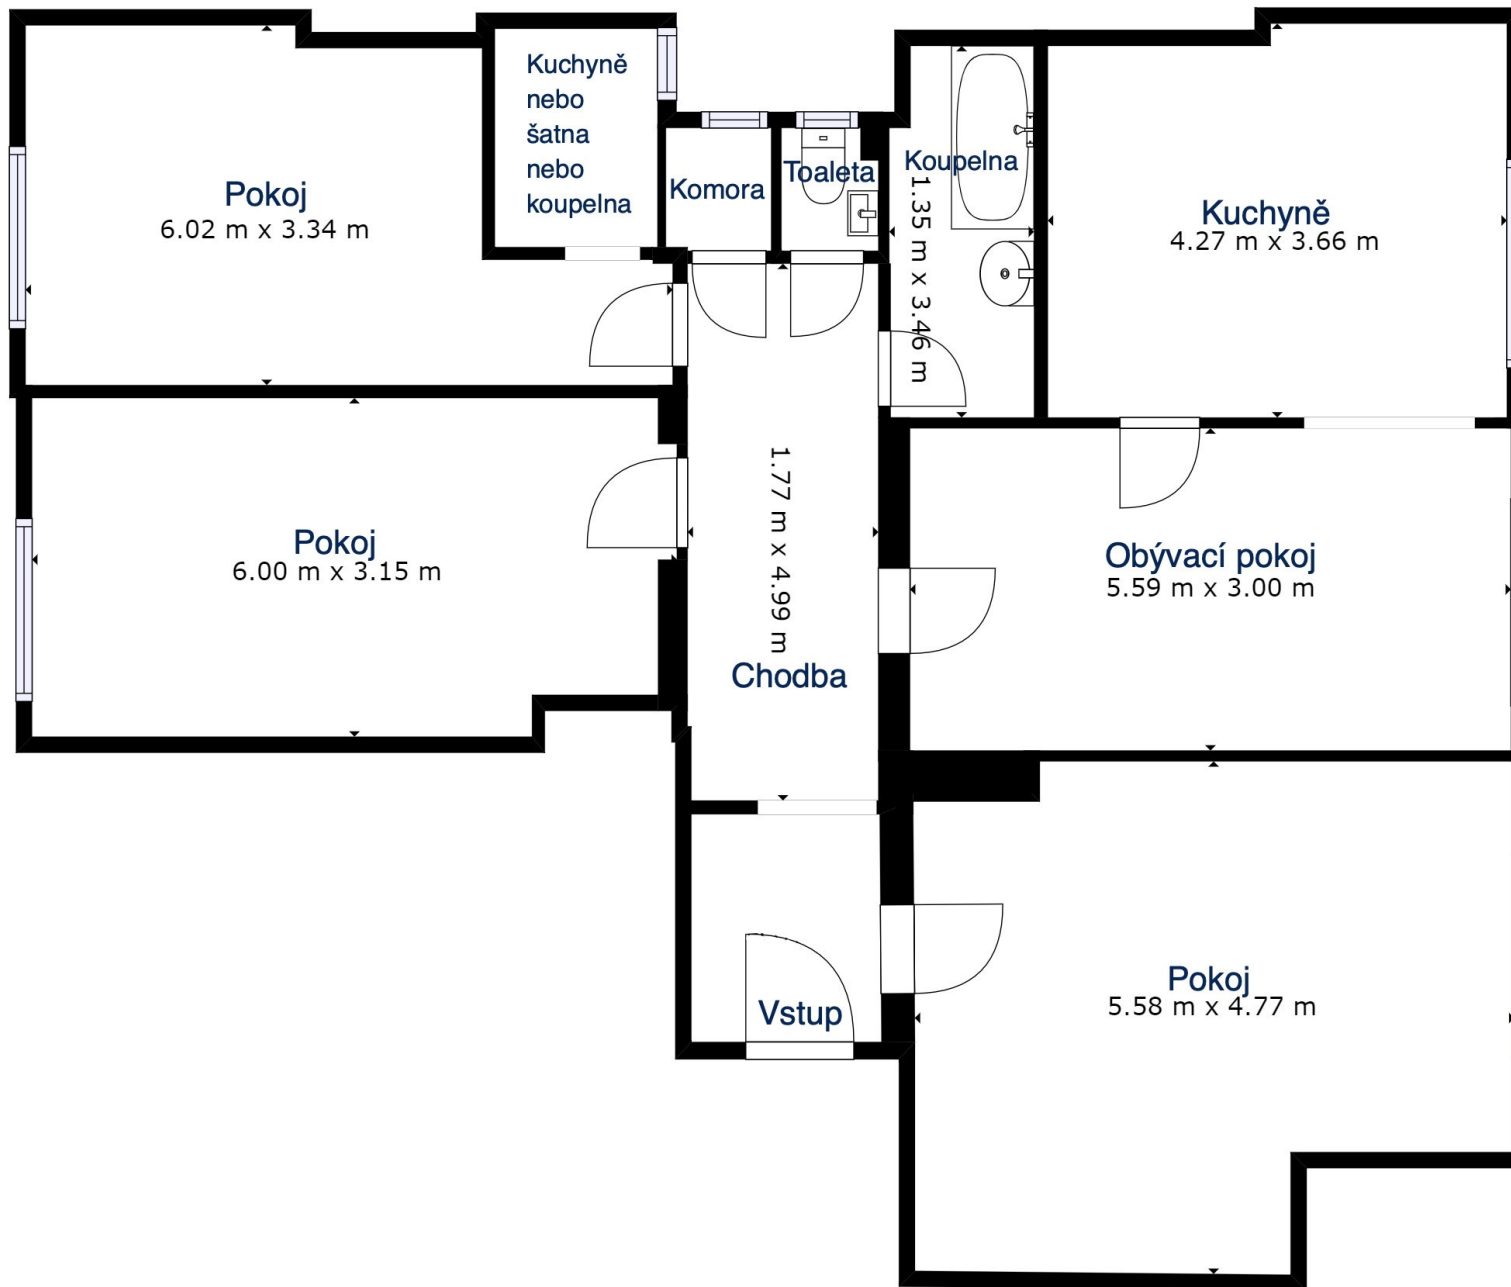 Pokoj
6.02 m x 3.34 m
Kuchyně
nebo
šatna
nebo
koupelna
Komora
Toaleta
Koupelna
1.35 m x 3.46 m
Kuchyně
4.27 m x 3.66 m
Pokoj
6.00 m x 3.15 m
1.77 m x 4.99 m
Chodba
Obývací pokoj
5.59 m x 3.00 m
Vstup
Pokoj
5.58 m x 4.77 m